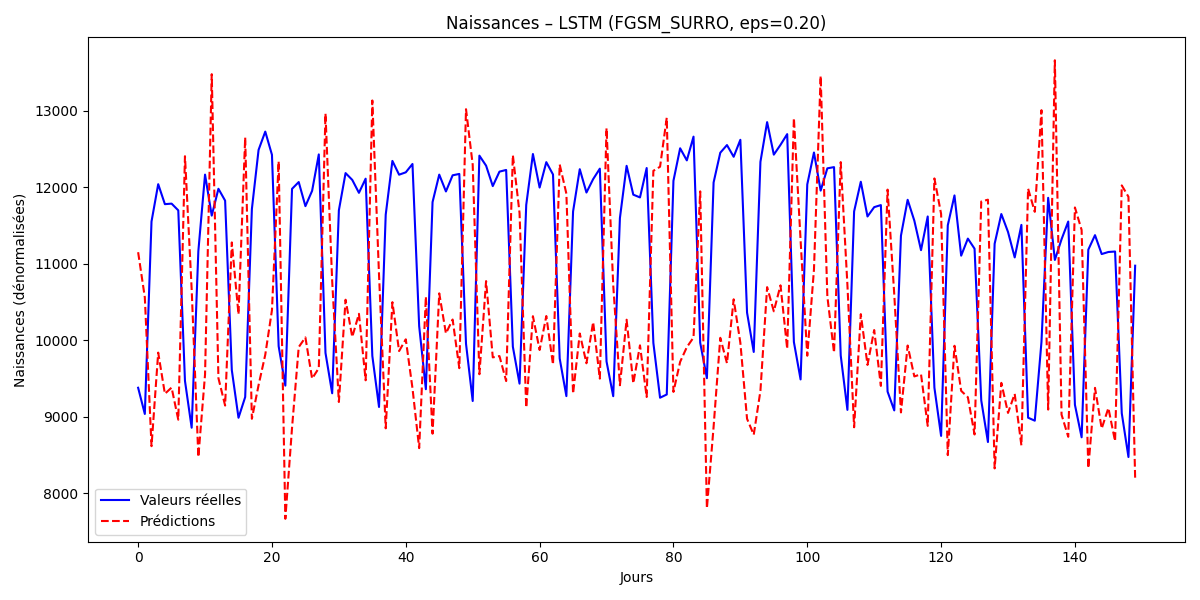 Naissances – LSTM (FGSM_SURRO, eps=0.20)
Naissances (dénormalisées)
13000
12000
11000
10000
9000
8000
Valeurs réelles
Prédictions
0 20 40 60 80 100 120 140
Jours